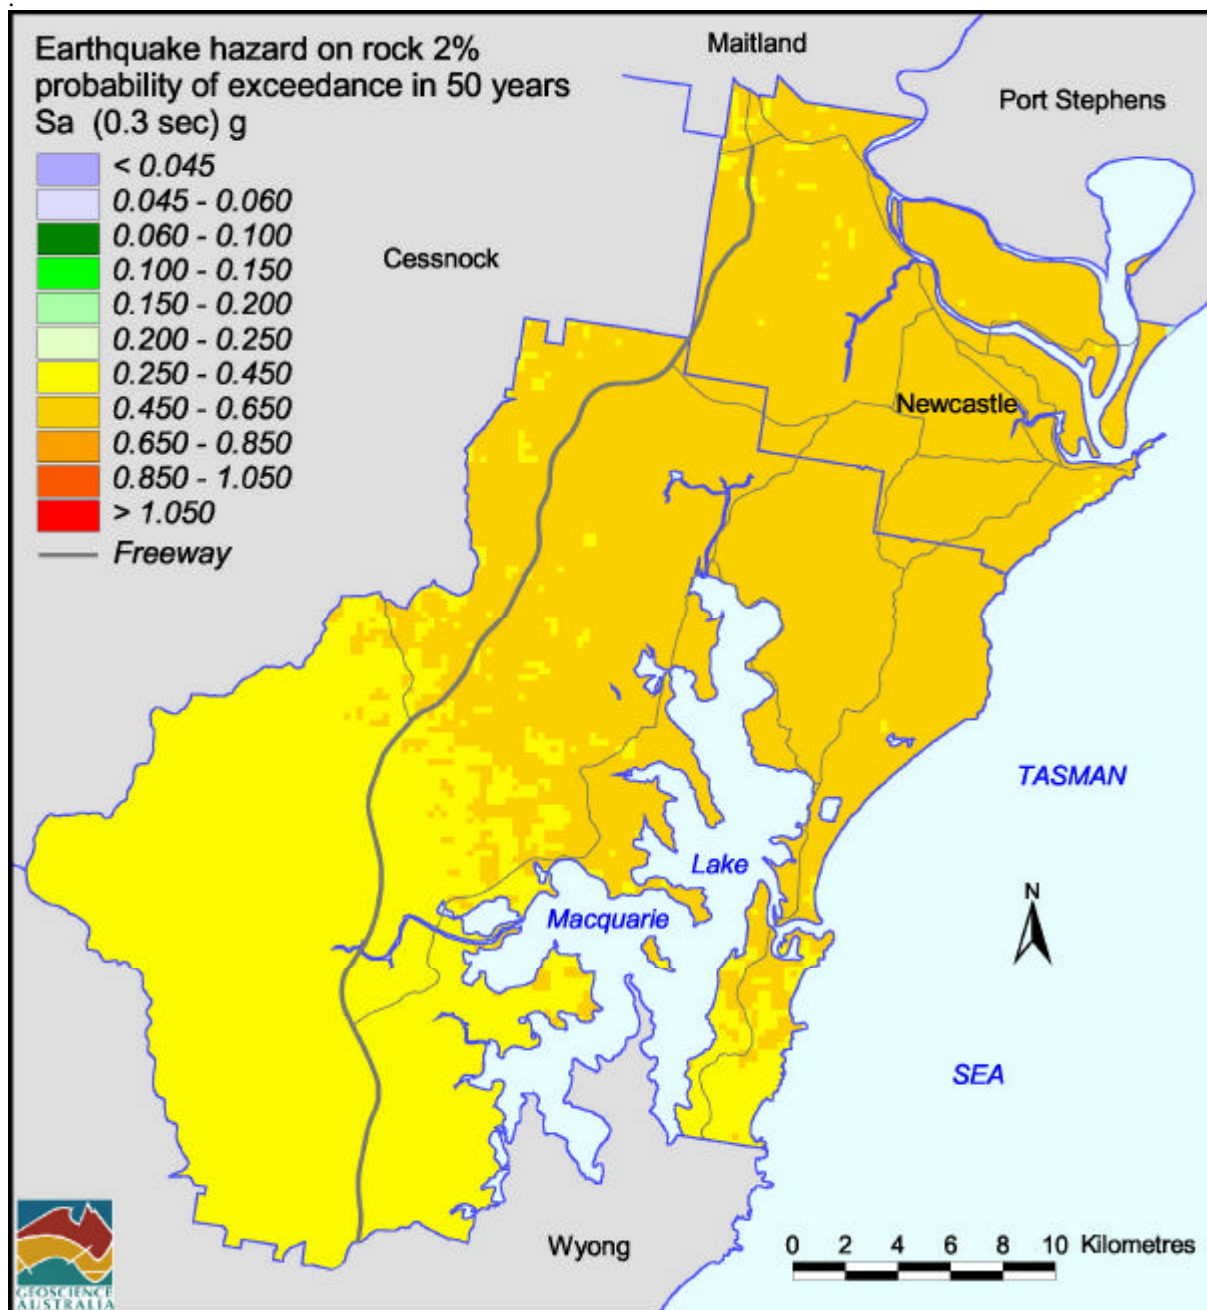 Earthquake hazard on rock 2%
probability of exceedance in 50 years
Sa (0.3 sec) g
< 0.045
0.045 - 0.060
0.060 - 0.100
0.100 - 0.150
0.150 - 0.200
0.200 - 0.250
0.250 - 0.450
0.450 - 0.650
0.650 - 0.850
0.850 - 1.050
> 1.050
Freeway
Maitland
Port Stephens
Cessnock
Newcastle
TASMAN
Lake
Macquarie
N
SEA
Wyong
0 2 4 6 8 10 Kilometres
GEOSCIENCE
AUSTRALIA